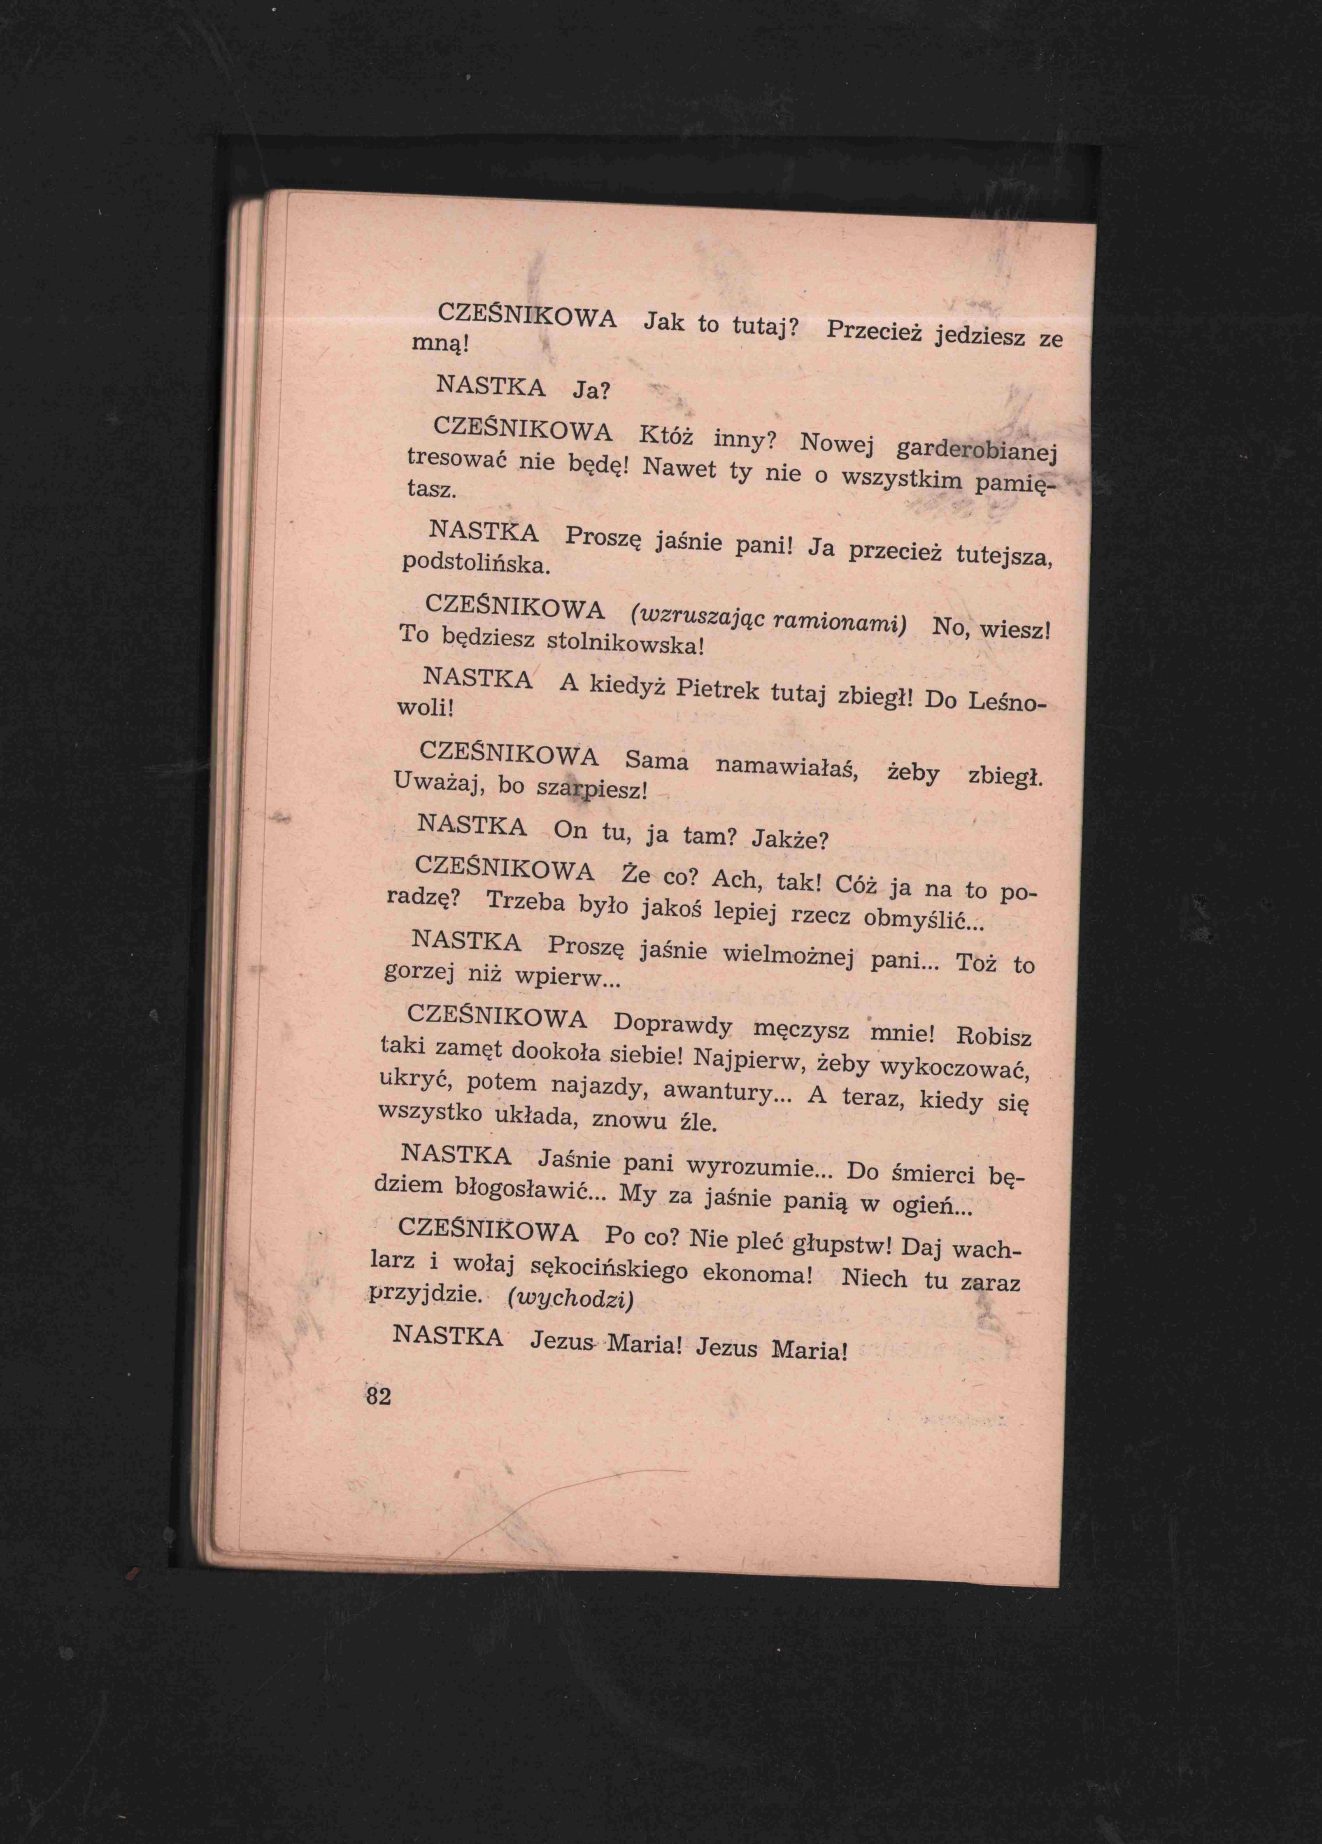 CZEŚNIKOWA Jak to tutaj? Przecież jedziesz ze
mną!
NASTKA Ja?
CZEŚNIKOWA Któż inny? Nowej garderobianej
tresować nie będę! Nawet ty nie o wszystkim pamię-
tasz.
NASTKA Proszę jaśnie pani! Ja przecież tutejsza,
podstolińska.
CZEŚNIKOWA (wzruszając ramionami) No, wiesz!
To będziesz stolnikowska!
NASTKA A kiedyż Pietrek tutaj zbiegł! Do Leśno-
woli!
CZEŚNIKOWA Sama namawiałaś, żeby zbiegł.
Uważaj, bo szarpiesz!
NASTKA On tu, ja tam? Jakże?
CZEŚNIKOWA Że co? Ach, tak! Cóż ja na to po-
radzę? Trzeba było jakoś lepiej rzecz obmyślić...
NASTKA Proszę jaśnie wielmożnej pani... Toż to
gorzej niż wpierw...
CZEŚNIKOWA Doprawdy męczysz mnie! Robisz
taki zamęt dookoła siebie! Najpierw, żeby wykoczować,
ukryć, potem najazdy, awantury... A teraz, kiedy się
wszystko układa, znowu źle.
NASTKA Jaśnie pani wyrozumie... Do śmierci bę-
dziem błogosławić... My za jaśnie panią w ogień...
CZEŚNIKOWA Po co? Nie pleć głupstw! Daj wach-
larz i wołaj sękocińskiego ekonoma! Niech tu zaraz
przyjdzie. (wychodzi)
NASTKA Jezus Maria! Jezus Maria!
82